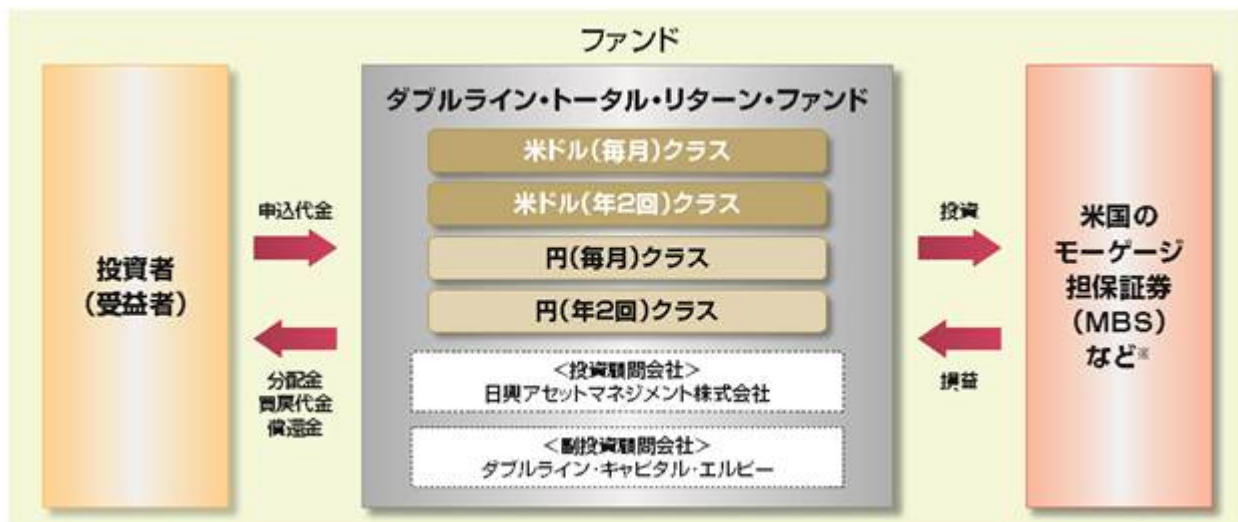 ファンド
投資者
(受益者)
申込代金
分配金
買戻代金
償還金
ダブルライン・トータル・リターン・ファンド
米ドル(毎月)クラス
米ドル(年2回)クラス
円(毎月)クラス
円(年2回)クラス
<投資顧問会社>
日興アセットマネジメント株式会社
<副投資顧問会社>
ダブルライン・キャピタル・エルピー
投資
損益
米国の
モーゲージ
担保証券
(MBS)
など※